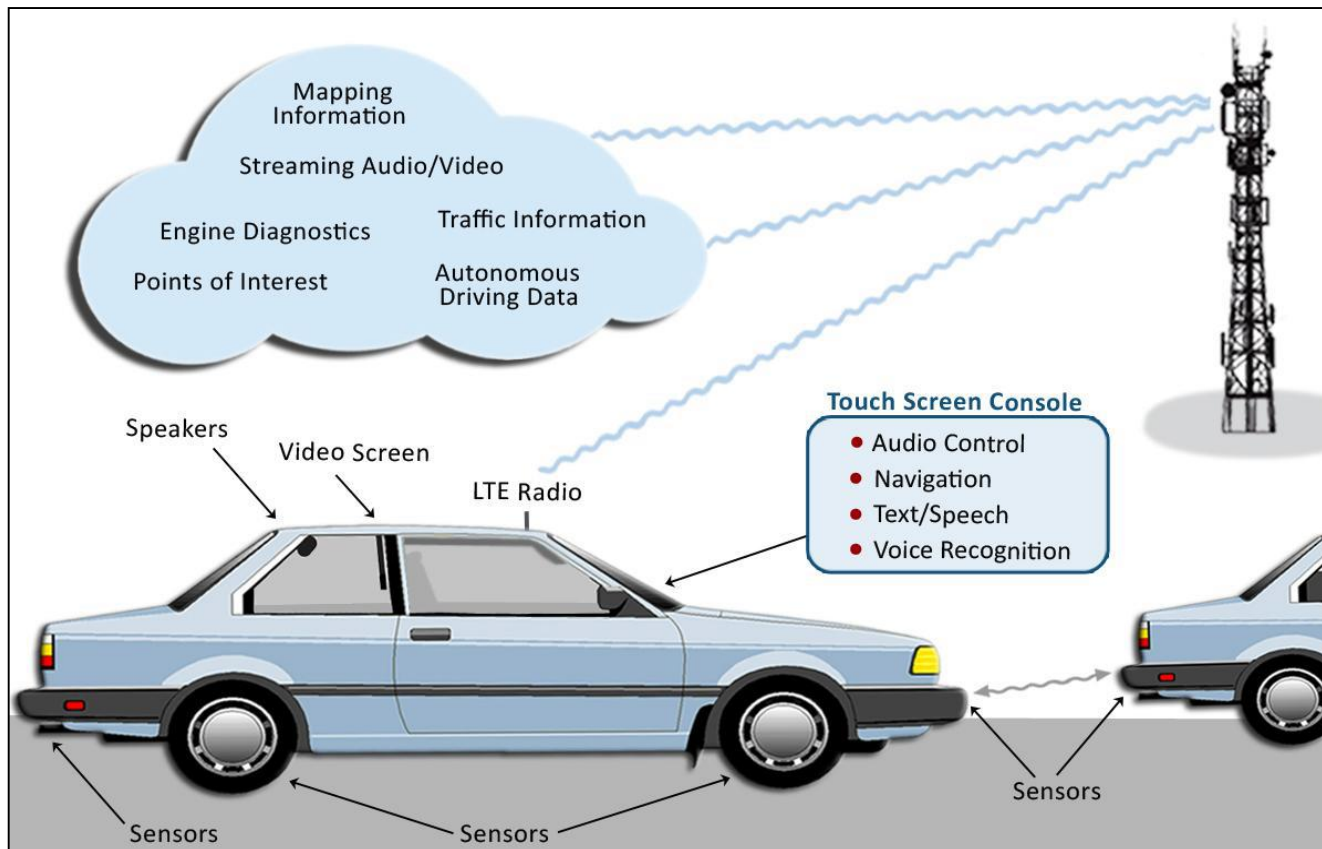 Mapping
Information
Streaming Audio/Video
Engine Diagnostics
Traffic Information
Points of Interest
Autonomous
Driving Data
Touch Screen Console
Audio Control
Navigation
Text/Speech
Voice Recognition
Speakers
Video Screen
LTE Radio
Sensors
Sensors
Sensors